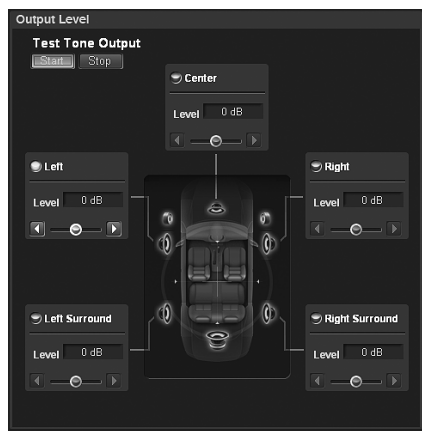 Output Level
Test Tone Output
Start Stop
Center
Level 0 dB
Left
Level 0 dB
Right
Level 0 dB
Left Surround
Level 0 dB
Right Surround
Level 0 dB